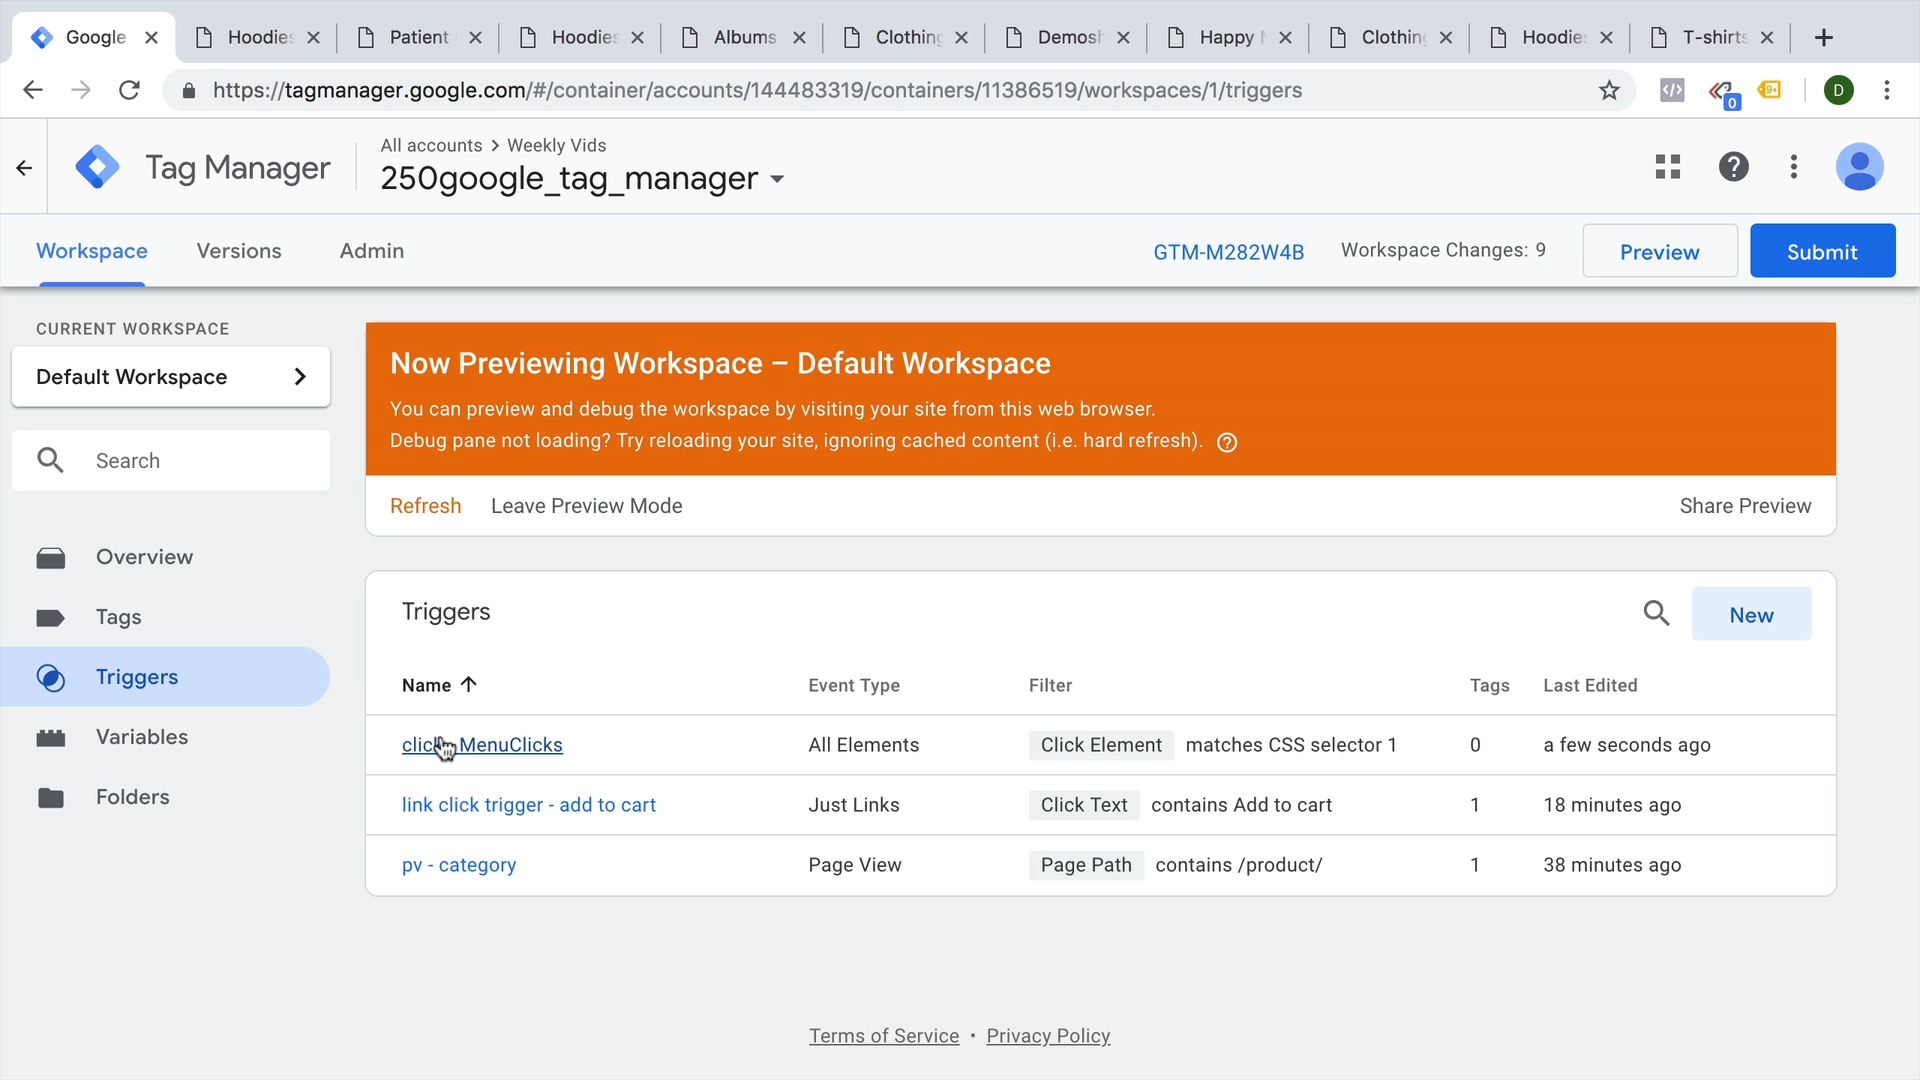 Google
Hoodies
Patient
Hoodies
Albums
Clothing
Demosh
Happy
Clothing
Hoodie
T-shirts
https://tagmanager.google.com/#/container/accounts/144483319/containers/11386519/workspaces/1/triggers
0
9+
D
Tag Manager
All accounts > Weekly Vids
250google_tag_manager
Workspace
Versions
Admin
GTM-M282W4B
Workspace Changes: 9
Preview
Submit
CURRENT WORKSPACE
Default Workspace
Search
Overview
Tags
Triggers
Variables
Folders
Now Previewing Workspace – Default Workspace
You can preview and debug the workspace by visiting your site from this web browser.
Debug pane not loading? Try reloading your site, ignoring cached content (i.e. hard refresh).
Refresh
Leave Preview Mode
Share Preview
Triggers
New
Name
Event Type
Filter
Tags
Last Edited
click MenuClicks
All Elements
Click Element matches CSS selector 1
0
a few seconds ago
link click trigger - add to cart
Just Links
Click Text contains Add to cart
1
18 minutes ago
pv - category
Page View
Page Path contains /product/
1
38 minutes ago
Terms of Service • Privacy Policy